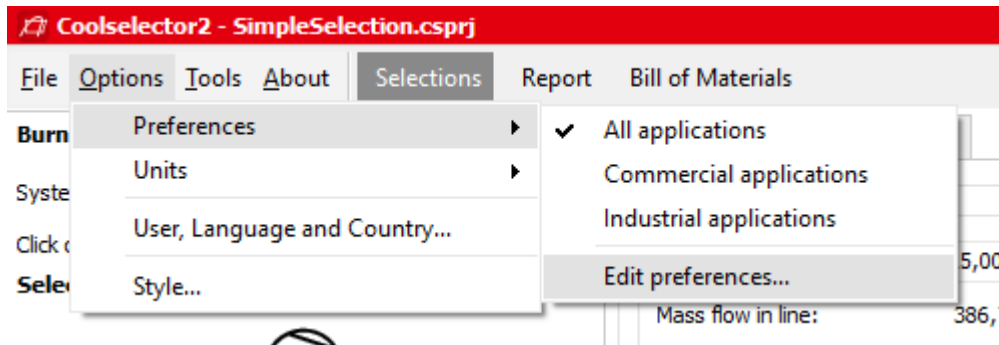 Coolselector2 - SimpleSelection.csprj
File Options Tools About Selections Report Bill of Materials
Preferences
Units
User, Language and Country...
Style...
All applications
Commercial applications
Industrial applications
Edit preferences...
Mass flow in line: